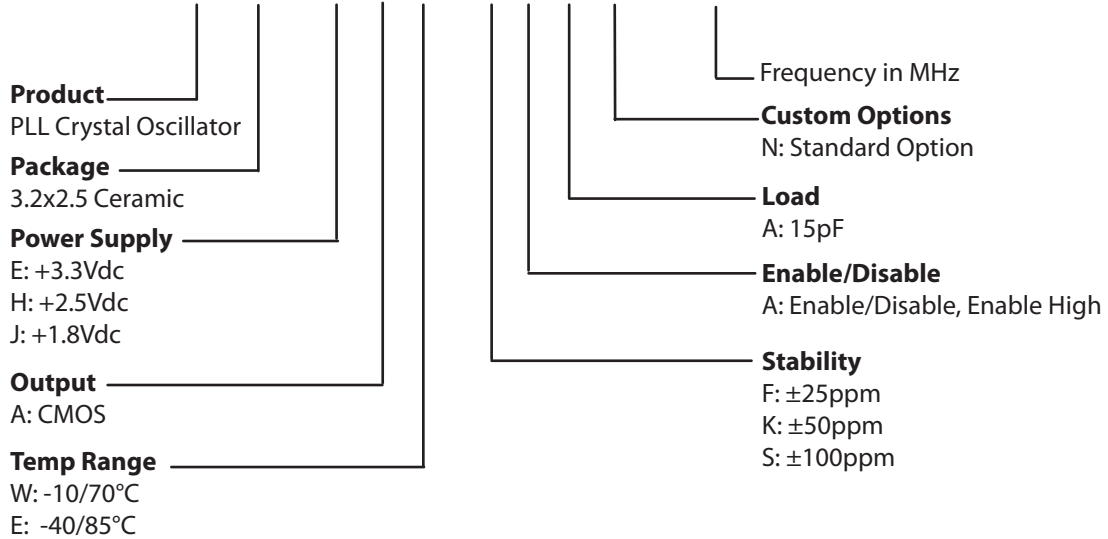 Product
PLL Crystal Oscillator
Package
3.2x2.5 Ceramic
Power Supply
E: +3.3Vdc
H: +2.5Vdc
J: +1.8Vdc
Output
A: CMOS
Temp Range
W: -10/70°C
E: -40/85°C
Frequency in MHz
Custom Options
N: Standard Option
Load
A: 15pF
Enable/Disable
A: Enable/Disable, Enable High
Stability
F: ±25ppm
K: ±50ppm
S: ±100ppm